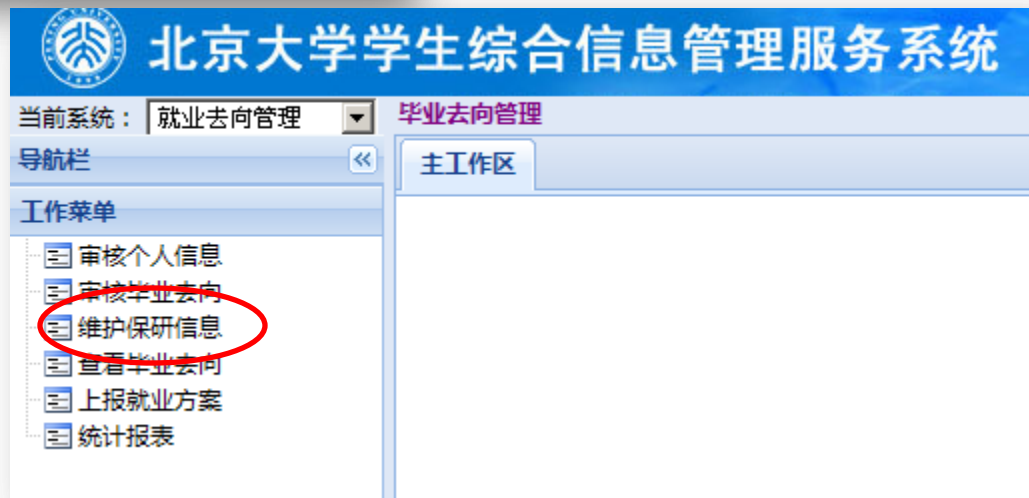 北京大学学生综合信息管理服务系统
当前系统： 就业去向管理
毕业去向管理
导航栏
主工作区
工作菜单
审核个人信息
审核毕业去向
维护保研信息
查看毕业去向
上报就业方案
统计报表